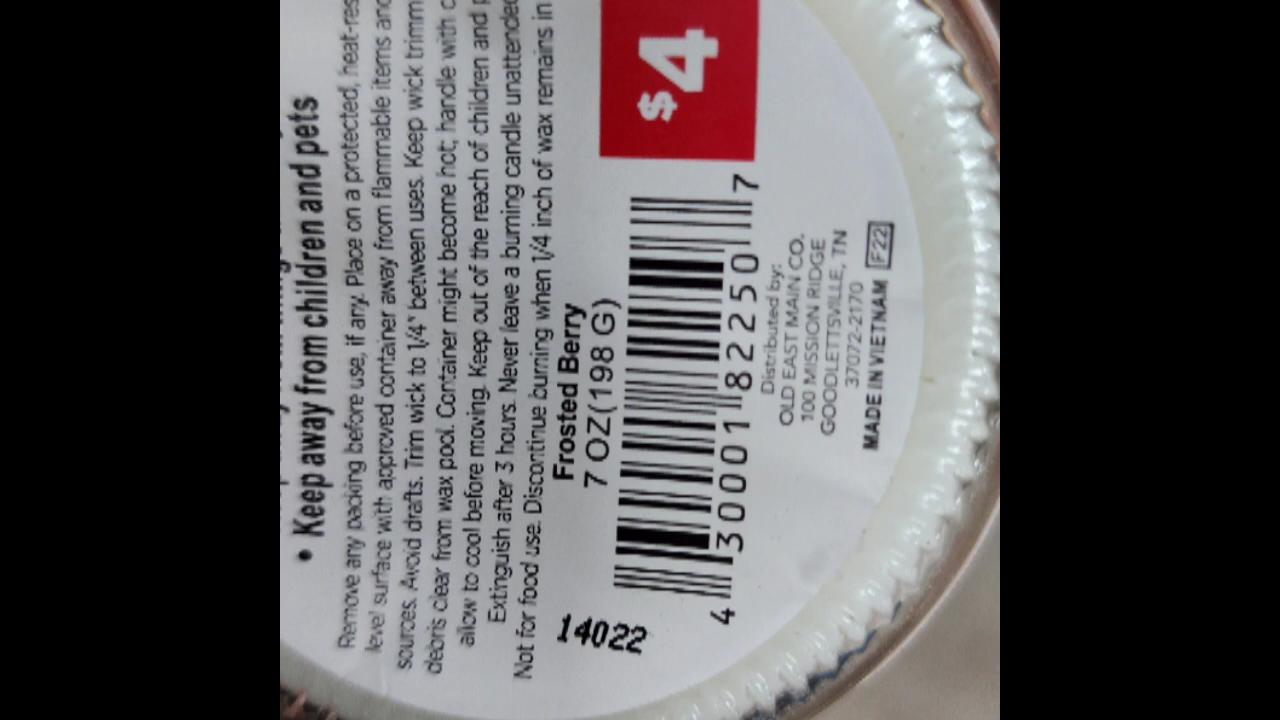 • Keep away from children and pets
Remove any packing before use, if any. Place on a protected, heat-res
level surface with approved container away from flammable items and
sources. Avoid drafts. Trim wick to 1/4" between uses. Keep wick trimm
debris clear from wax pool. Container might become hot; handle with c
allow to cool before moving. Keep out of the reach of children and p
Extinguish after 3 hours. Never leave a burning candle unattended
Not for food use. Discontinue burning when 1/4 inch of wax remains in
Frosted Berry
7 OZ(198 G)
$4
14022
4 30001 82250 7
Distributed by:
OLD EAST MAIN CO.
100 MISSION RIDGE
GOODLETTSVILLE, TN
37072-2170
MADE IN VIETNAM F22